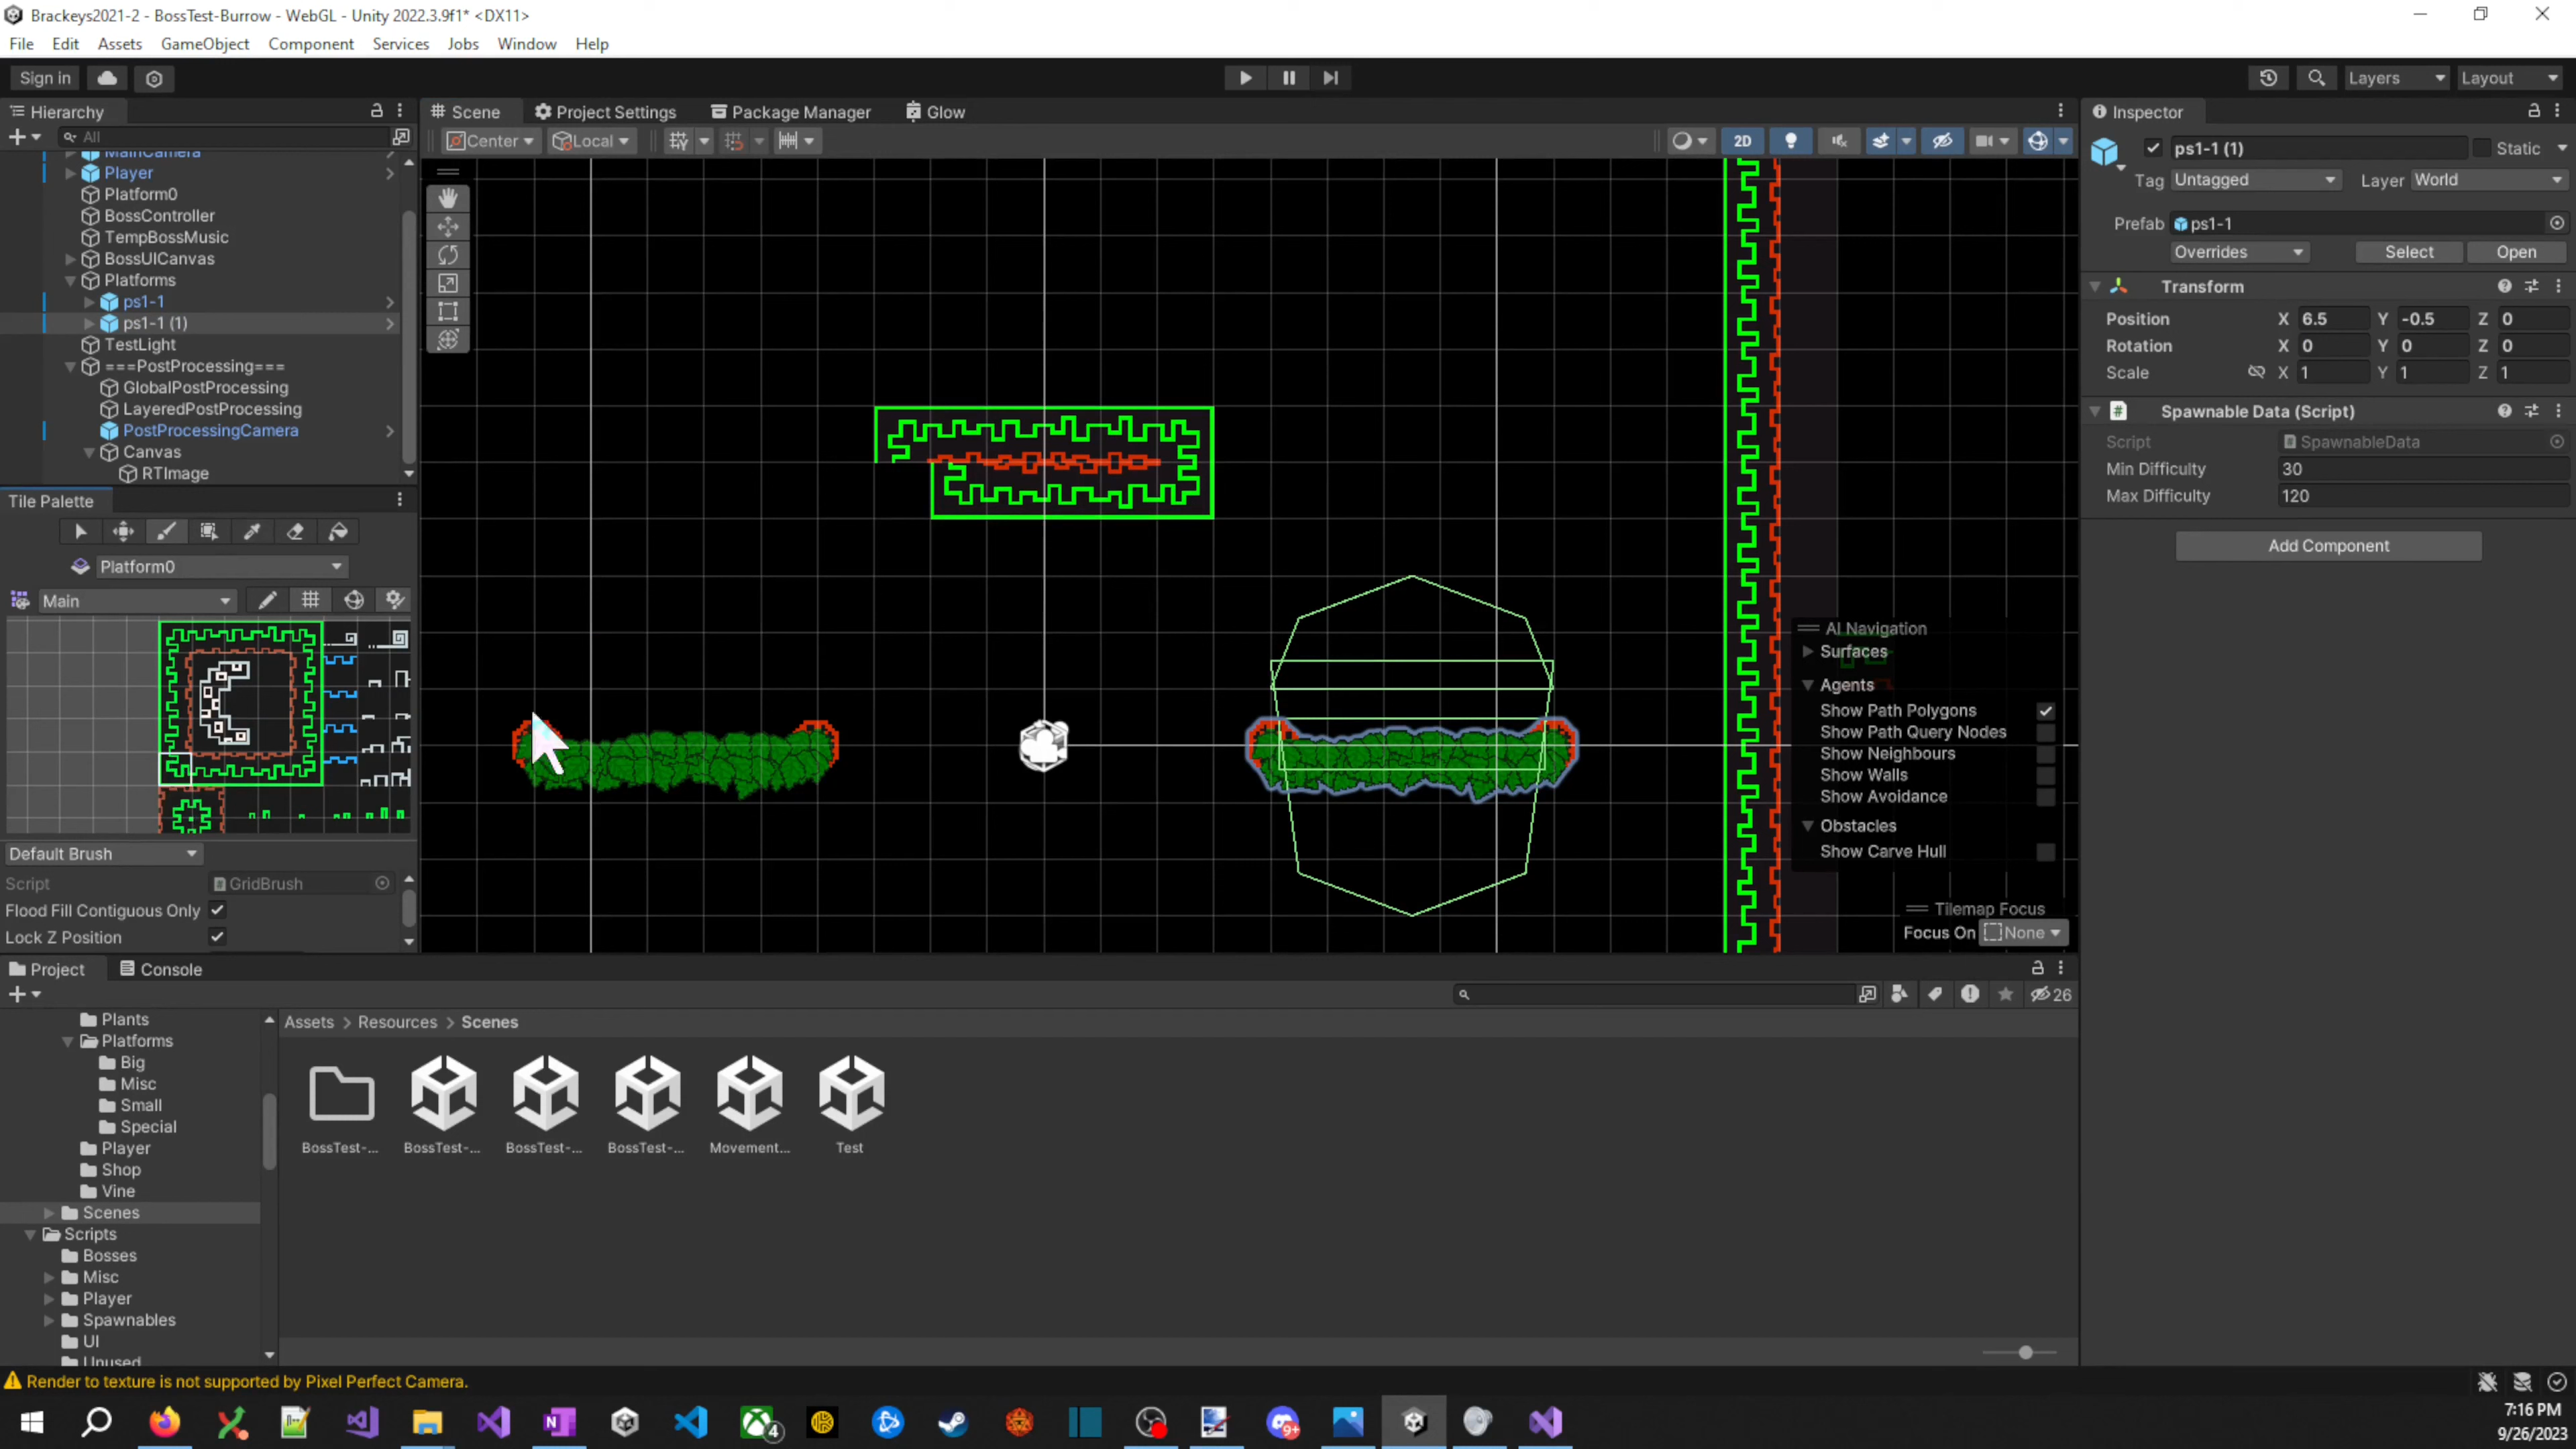 Brackeys2021-2 - BossTest-Burrow - WebGL - Unity 2022.3.9f1* <DX11>
File Edit Assets GameObject Component Services Jobs Window Help
Sign in
Layers Layout
Hierarchy
All
MainCamera
Player
Platform0
BossController
TempBossMusic
BossUICanvas
Platforms
ps1-1
ps1-1 (1)
TestLight
===PostProcessing===
GlobalPostProcessing
LayeredPostProcessing
PostProcessingCamera
Canvas
RTImage
Tile Palette
Platform0
Main
Default Brush
Script GridBrush
Flood Fill Contiguous Only
Lock Z Position
Scene Project Settings Package Manager Glow
Center Local
2D
AI Navigation
Surfaces
Agents
Show Path Polygons
Show Path Query Nodes
Show Neighbours
Show Walls
Show Avoidance
Obstacles
Show Carve Hull
Tilemap Focus
Focus On None
Inspector
ps1-1 (1) Static
Tag Untagged Layer World
Prefab ps1-1
Overrides Select Open
Transform
Position X 6.5 Y -0.5 Z 0
Rotation X 0 Y 0 Z 0
Scale X 1 Y 1 Z 1
Spawnable Data (Script)
Script SpawnableData
Min Difficulty 30
Max Difficulty 120
Add Component
Project Console
26
Plants
Platforms
Big
Misc
Small
Special
Player
Shop
Vine
Scenes
Scripts
Bosses
Misc
Player
Spawnables
UI
Unused
Assets > Resources > Scenes
BossTest-... BossTest-... BossTest-... BossTest-... Movement... Test
Render to texture is not supported by Pixel Perfect Camera.
4
9+
7:16 PM
9/26/2023